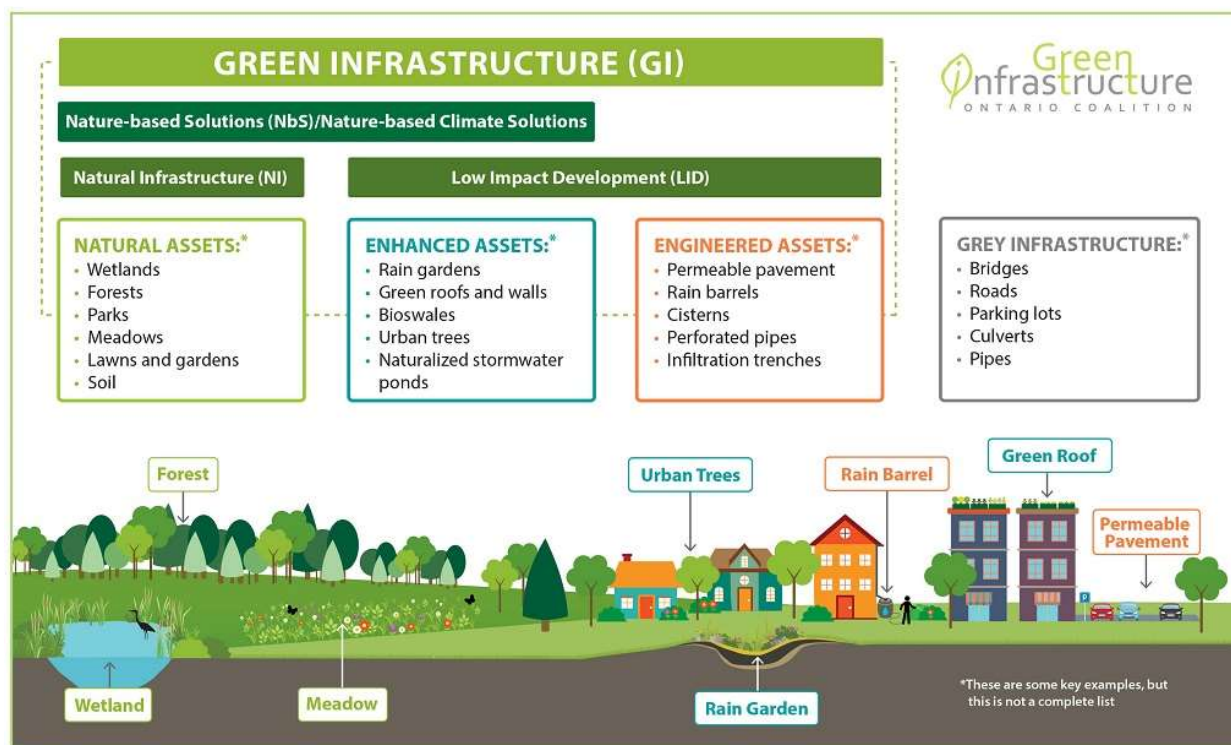 GREEN INFRASTRUCTURE (GI)
Green
Infrastructure
ONTARIO COALITION
Nature-based Solutions (NbS)/Nature-based Climate Solutions
Natural Infrastructure (NI)
Low Impact Development (LID)
NATURAL ASSETS:*
• Wetlands
• Forests
• Parks
• Meadows
• Lawns and gardens
• Soil
ENHANCED ASSETS:*
• Rain gardens
• Green roofs and walls
• Bioswales
• Urban trees
• Naturalized stormwater
ponds
ENGINEERED ASSETS:*
• Permeable pavement
• Rain barrels
• Cisterns
• Perforated pipes
• Infiltration trenches
GREY INFRASTRUCTURE:*
• Bridges
• Roads
• Parking lots
• Culverts
• Pipes
Forest
Urban Trees
Rain Barrel
Green Roof
Permeable
Pavement
P
Wetland
Meadow
Rain Garden
*These are some key examples, but
this is not a complete list